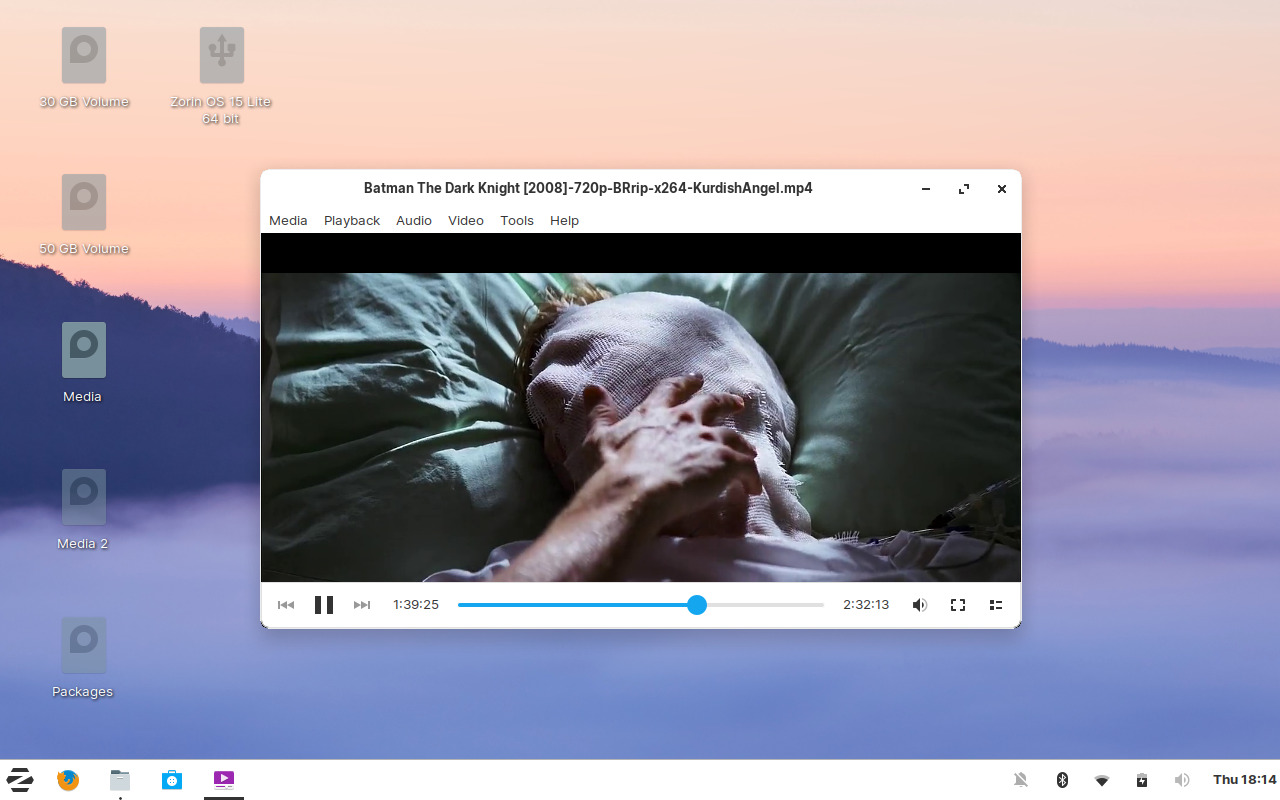 30 GB Volume
Zorin OS 15 Lite
64 bit
50 GB Volume
Media
Media 2
Packages
Batman The Dark Knight [2008]-720p-BRrip-x264-KurdishAngel.mp4
Media Playback Audio Video Tools Help
1:39:25
2:32:13
Thu 18:14